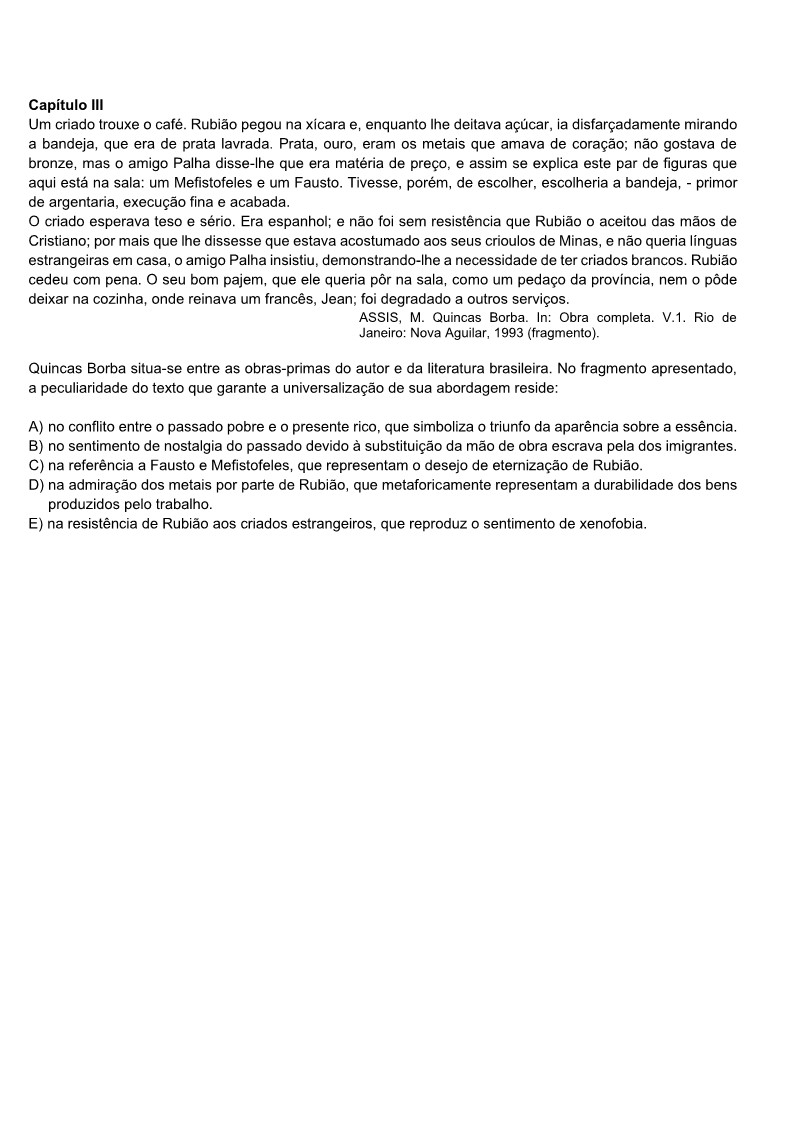 Capítulo III
Um criado trouxe o café. Rubião pegou na xícara e, enquanto lhe deitava açúcar, ia disfarçadamente mirando
a bandeja, que era de prata lavrada. Prata, ouro, eram os metais que amava de coração; não gostava de
bronze, mas o amigo Palha disse-lhe que era matéria de preço, e assim se explica este par de figuras que
aqui está na sala: um Mefistofeles e um Fausto. Tivesse, porém, de escolher, escolheria a bandeja, - primor
de argentaria, execução fina e acabada.
O criado esperava teso e sério. Era espanhol; e não foi sem resistência que Rubião o aceitou das mãos de
Cristiano; por mais que lhe dissesse que estava acostumado aos seus crioulos de Minas, e não queria línguas
estrangeiras em casa, o amigo Palha insistiu, demonstrando-lhe a necessidade de ter criados brancos. Rubião
cedeu com pena. O seu bom pajem, que ele queria pôr na sala, como um pedaço da província, nem o pôde
deixar na cozinha, onde reinava um francês, Jean; foi degradado a outros serviços.
ASSIS, M. Quincas Borba. In: Obra completa. V.1. Rio de
Janeiro: Nova Aguilar, 1993 (fragmento).
Quincas Borba situa-se entre as obras-primas do autor e da literatura brasileira. No fragmento apresentado,
a peculiaridade do texto que garante a universalização de sua abordagem reside:
A) no conflito entre o passado pobre e o presente rico, que simboliza o triunfo da aparência sobre a essência.
B) no sentimento de nostalgia do passado devido à substituição da mão de obra escrava pela dos imigrantes.
C) na referência a Fausto e Mefistofeles, que representam o desejo de eternização de Rubião.
D) na admiração dos metais por parte de Rubião, que metaforicamente representam a durabilidade dos bens
produzidos pelo trabalho.
E) na resistência de Rubião aos criados estrangeiros, que reproduz o sentimento de xenofobia.